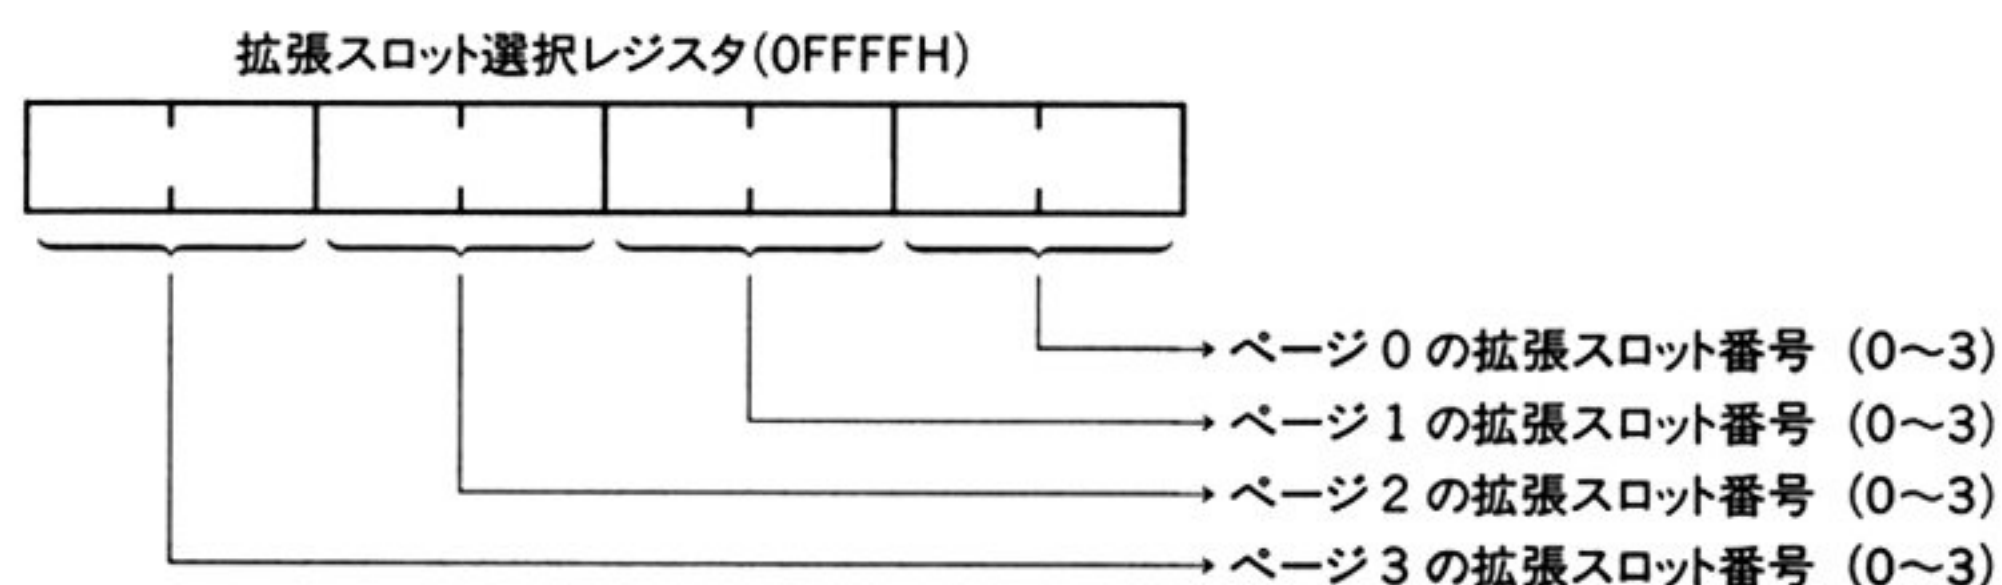 拡張スロット選択レジスタ(0FFFFH)
ページ 0 の拡張スロット番号 (0〜3)
ページ 1 の拡張スロット番号 (0〜3)
ページ 2 の拡張スロット番号 (0〜3)
ページ 3 の拡張スロット番号 (0〜3)